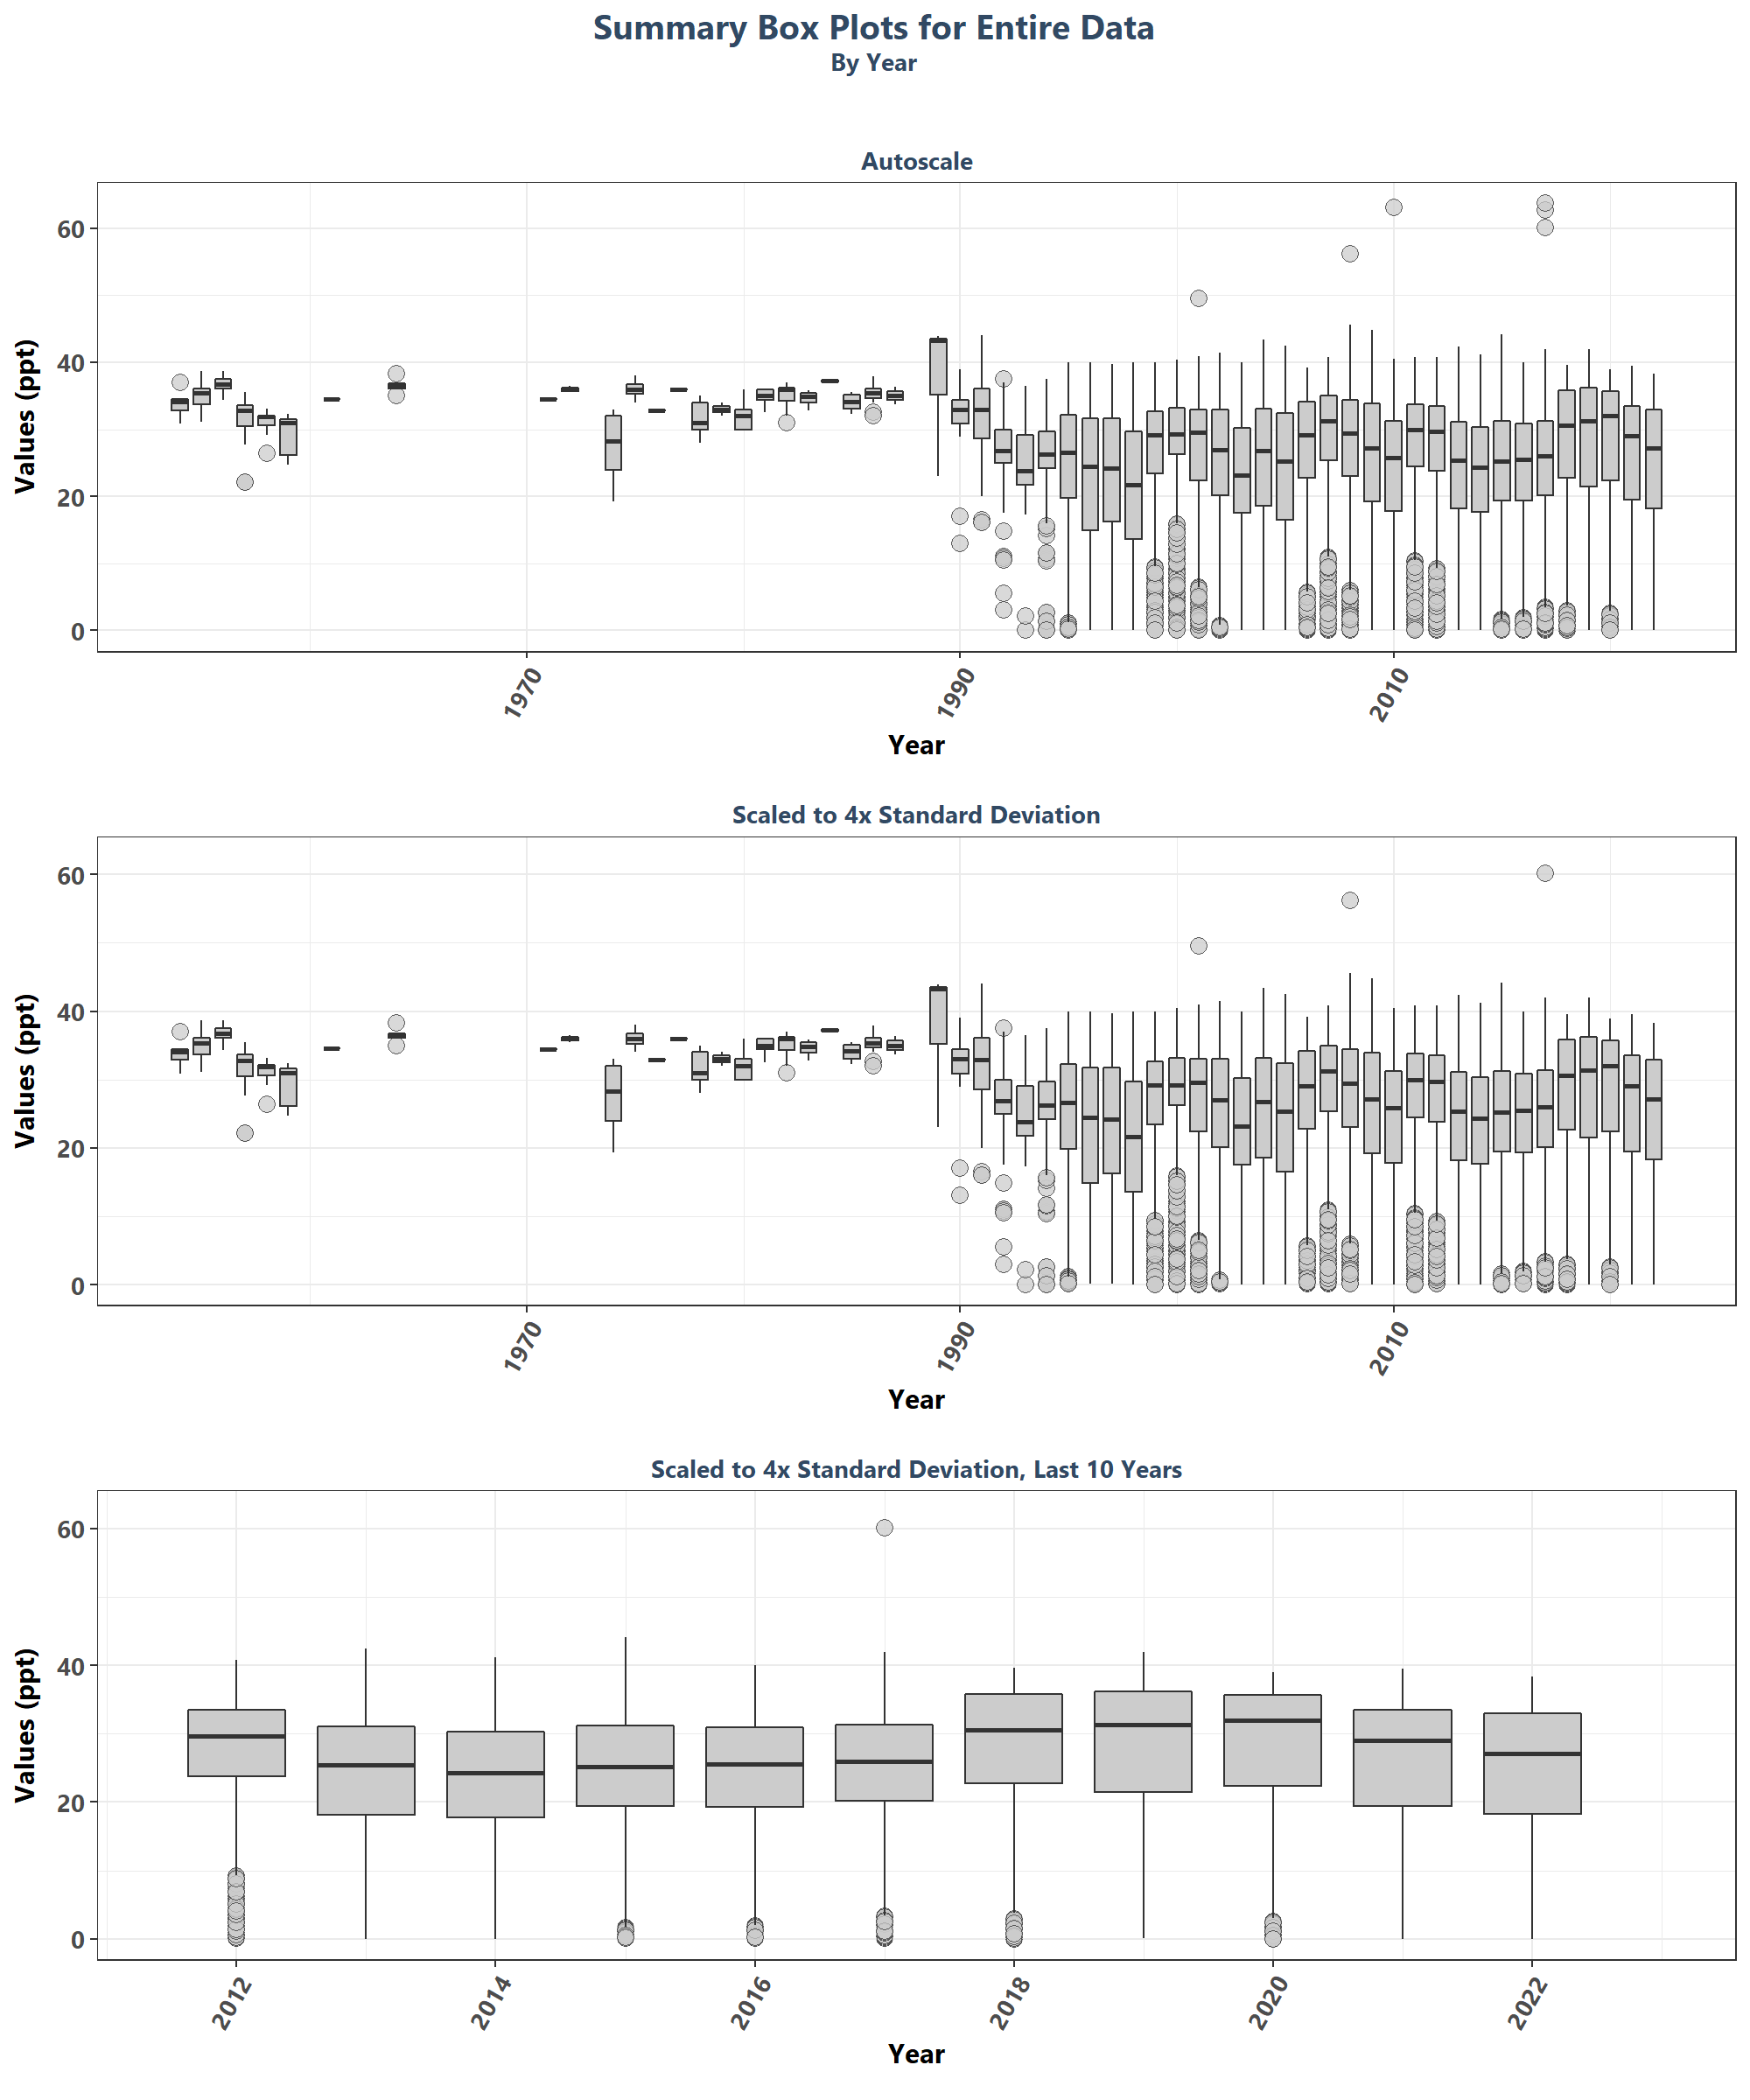 Summary Box Plots for Entire Data
By Year
Autoscale
Values (ppt)
60
40
20
0
1970
1990
2010
Year
Scaled to 4x Standard Deviation
Values (ppt)
60
40
20
0
1970
1990
2010
Year
Scaled to 4x Standard Deviation, Last 10 Years
Values (ppt)
60
40
20
0
2012
2014
2016
2018
2020
2022
Year